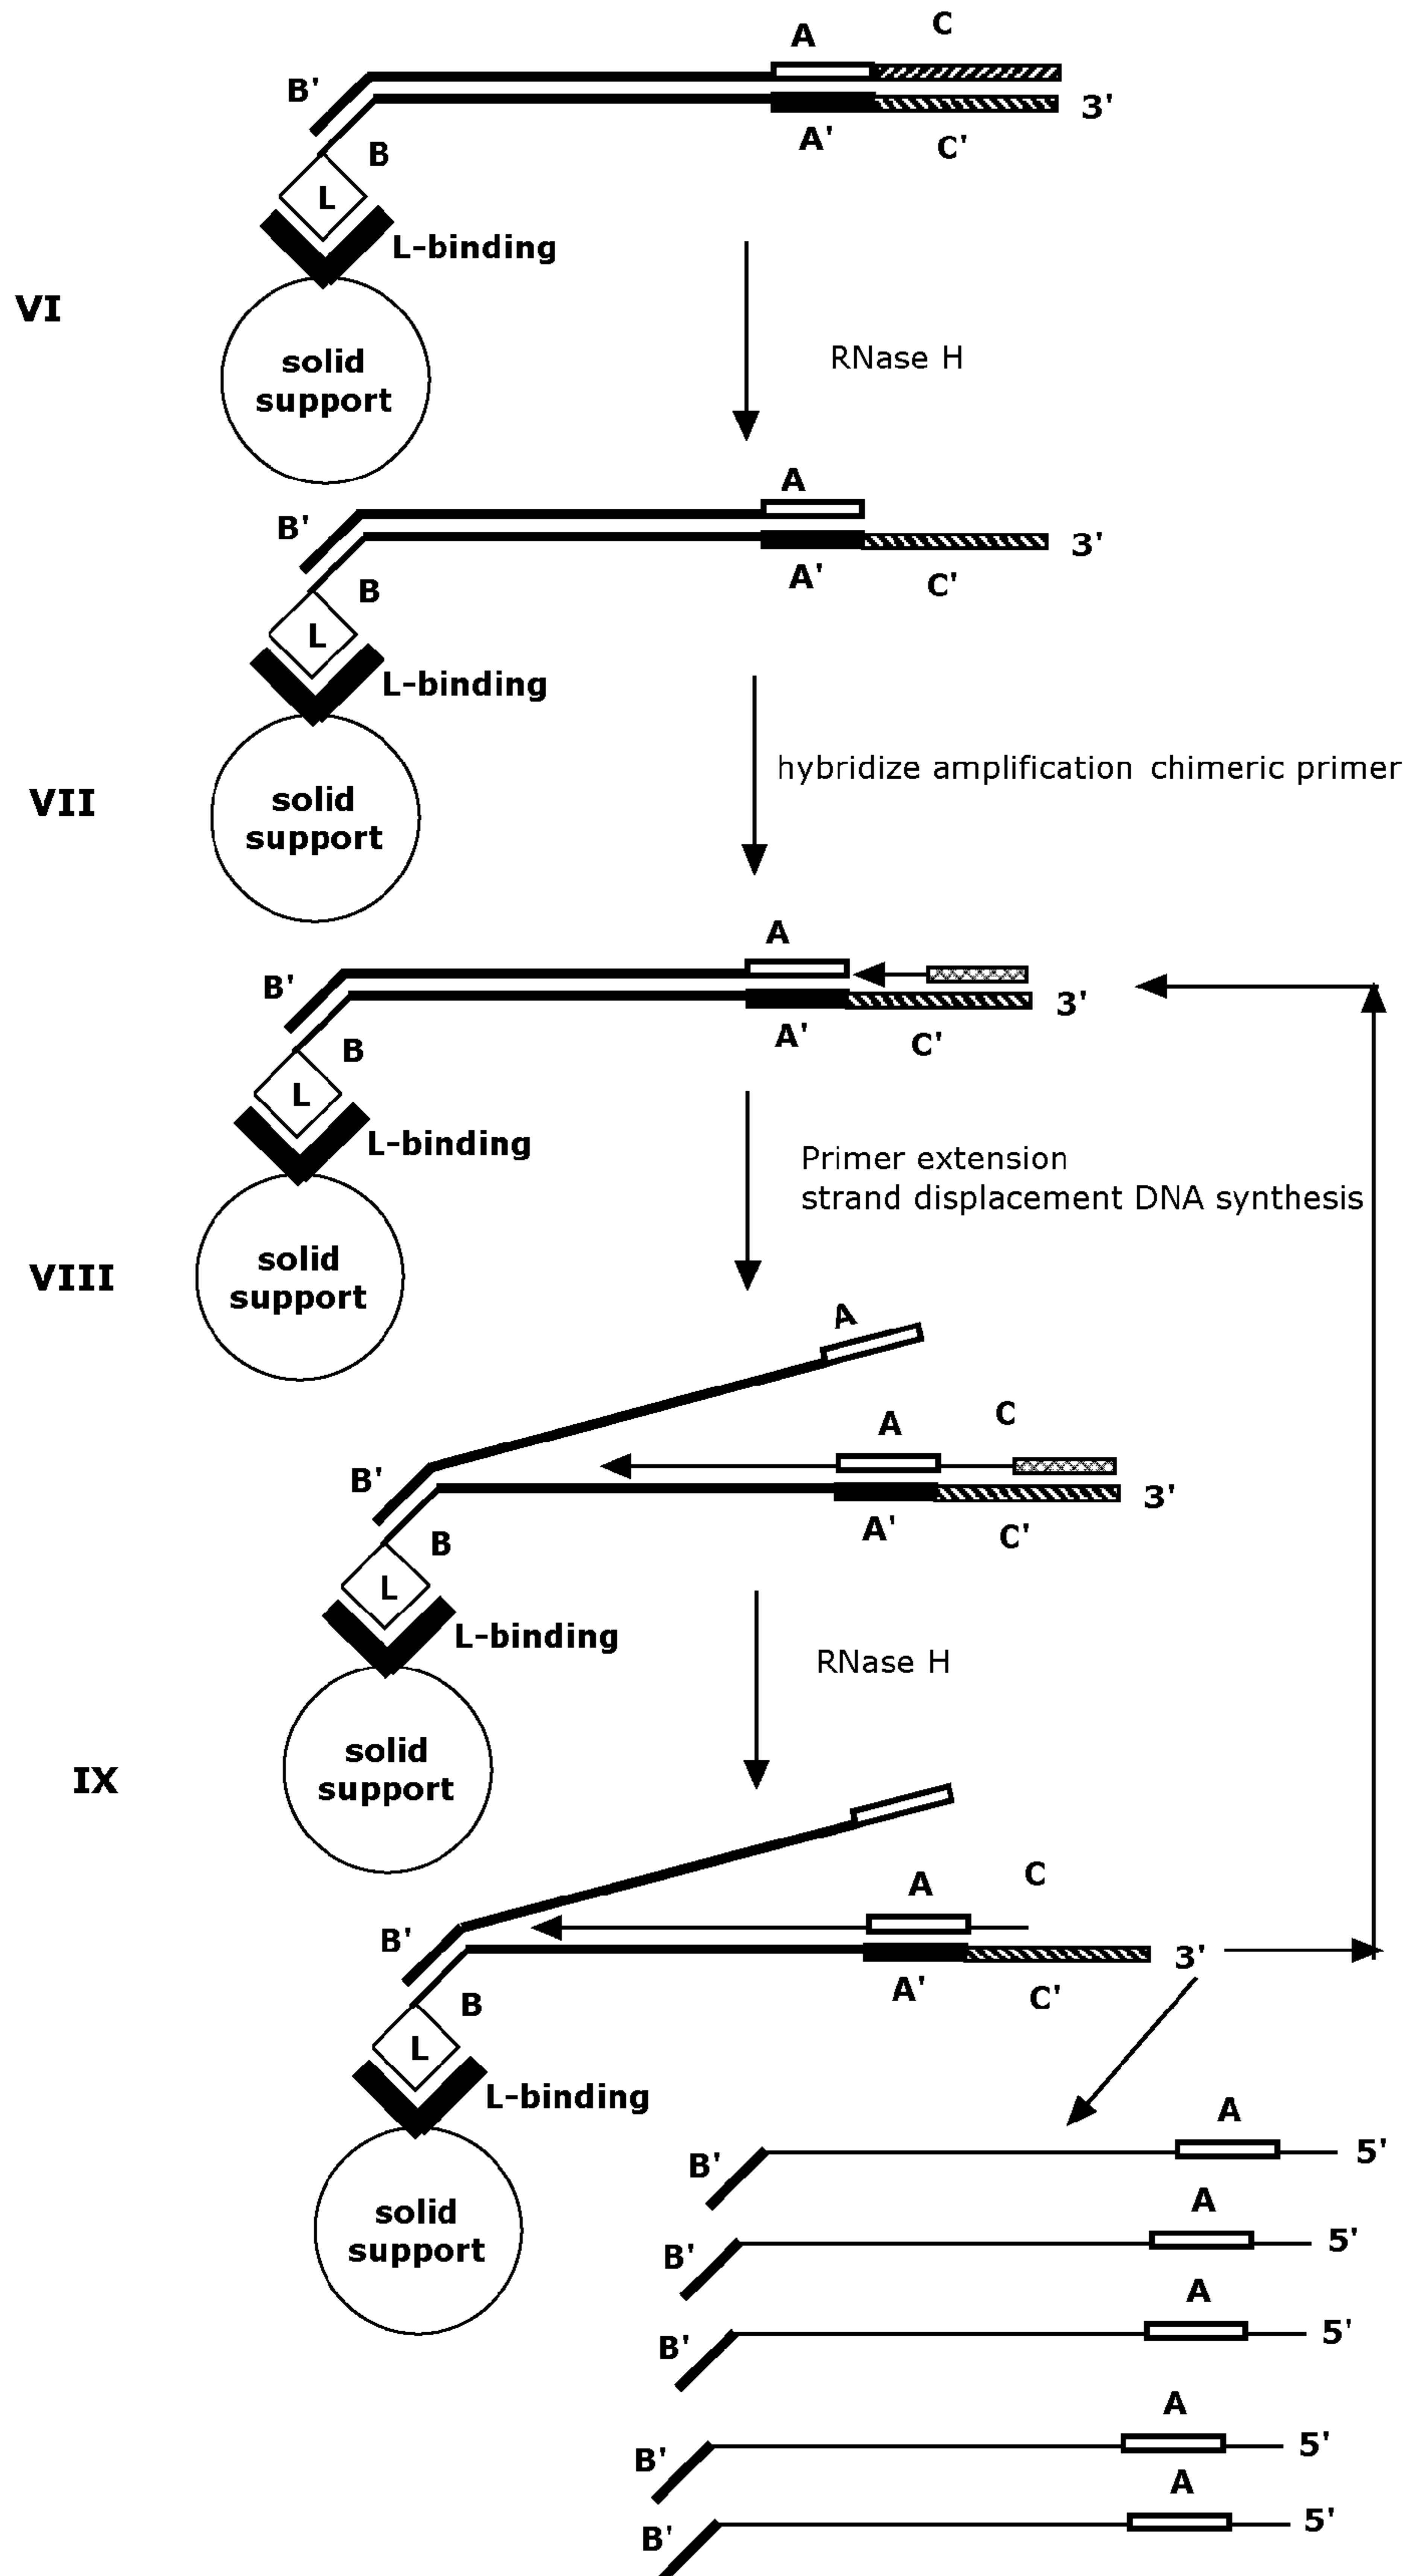 A C
B'
3'
A' C'
B
L
L-binding
VI
RNase H
solid
support
A
B'
3'
A' C'
B
L
L-binding
hybridize amplification chimeric primer
VII
solid
support
A
B'
3'
A' C'
B
L
L-binding
Primer extension
strand displacement DNA synthesis
VIII
solid
support
A
A C
B'
3'
A' C'
B
L
L-binding
RNase H
IX
solid
support
A C
B'
3'
A' C'
B
L
L-binding
solid
support
A
B' 5'
A
B' 5'
A
B' 5'
A
B' 5'
A
B' 5'